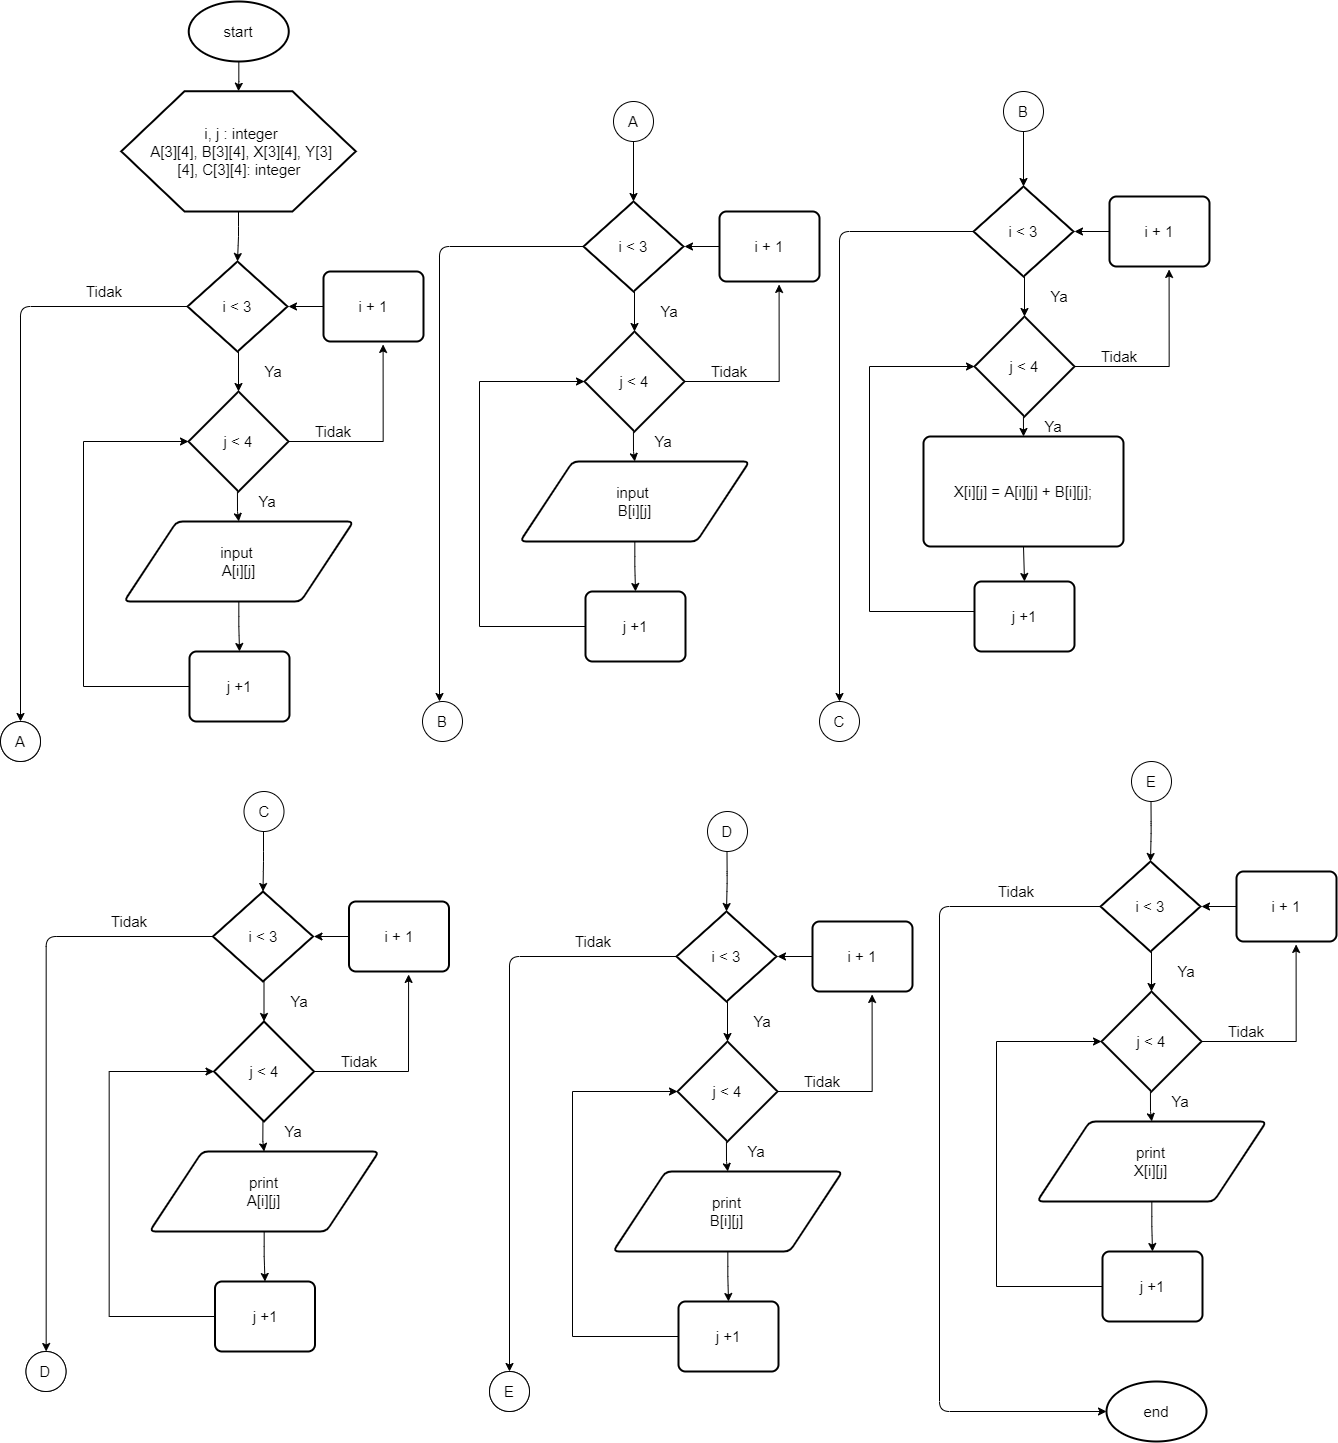 start
i, j : integer
A[3][4], B[3][4], X[3][4], Y[3]
[4], C[3][4]: integer
i < 3
i + 1
Tidak
Ya
j < 4
Tidak
Ya
input
A[i][j]
j +1
A
A
i < 3
i + 1
Ya
j < 4
Tidak
Ya
input
B[i][j]
j +1
B
B
i < 3
i + 1
Ya
j < 4
Tidak
Ya
X[i][j] = A[i][j] + B[i][j];
j +1
C
C
Tidak
i < 3
i + 1
Ya
j < 4
Tidak
Ya
print
A[i][j]
j +1
D
D
Tidak
i < 3
i + 1
Ya
j < 4
Tidak
Ya
print
B[i][j]
j +1
E
E
Tidak
i < 3
i + 1
Ya
j < 4
Tidak
Ya
print
X[i][j]
j +1
end